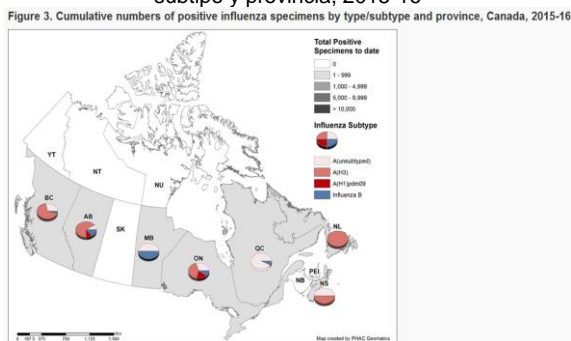 subtipo y provincia, 2015-16
Figure 3. Cumulative numbers of positive influenza specimens by type/subtype and province, Canada, 2015-16
Total Positive
Specimens to date
0
1 - 999
1,000 - 4,999
5,000 - 9,999
> 10,000
Influenza Subtype
A(unsubtyped)
A(H3)
A(H1)pdm09
Influenza B
YT
NT
NU
BC
AB
SK
MB
ON
QC
NL
PEI
NB
NS
Map created by PHAC Geomatics